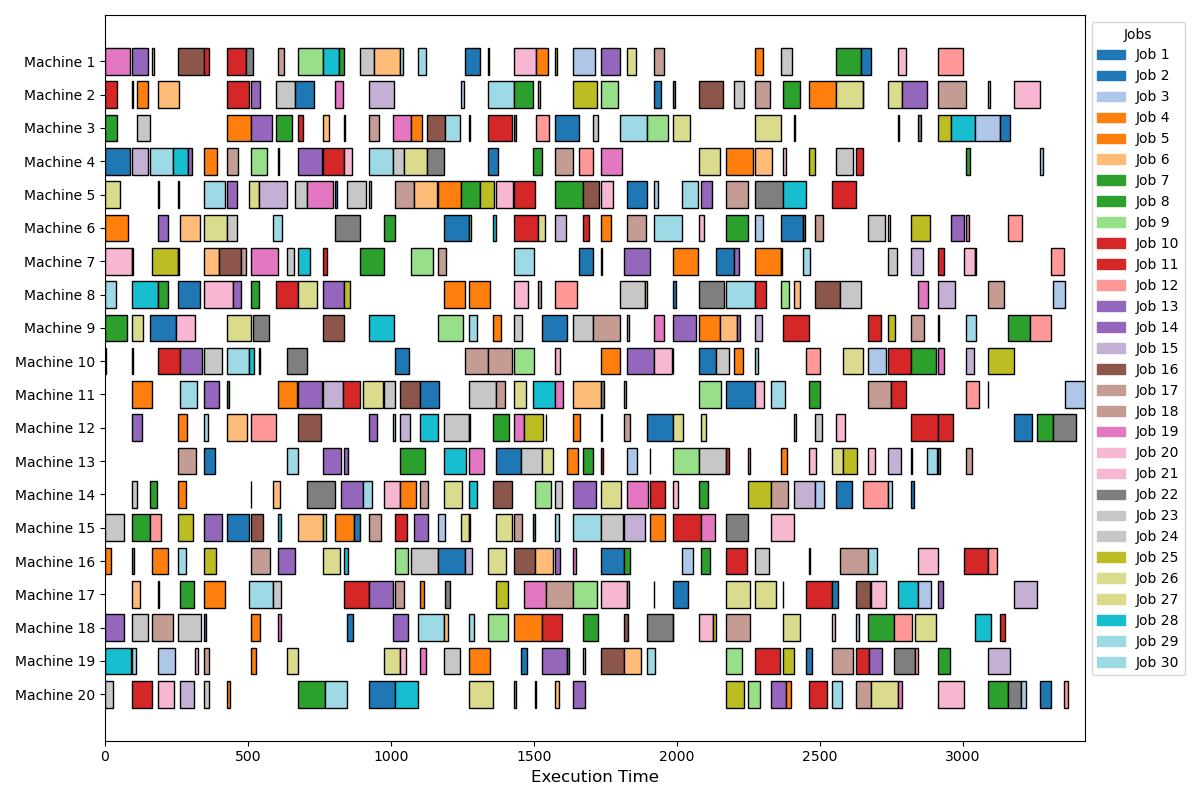 Machine 1
Machine 2
Machine 3
Machine 4
Machine 5
Machine 6
Machine 7
Machine 8
Machine 9
Machine 10
Machine 11
Machine 12
Machine 13
Machine 14
Machine 15
Machine 16
Machine 17
Machine 18
Machine 19
Machine 20
0 500 1000 1500 2000 2500 3000
Execution Time
Jobs
Job 1
Job 2
Job 3
Job 4
Job 5
Job 6
Job 7
Job 8
Job 9
Job 10
Job 11
Job 12
Job 13
Job 14
Job 15
Job 16
Job 17
Job 18
Job 19
Job 20
Job 21
Job 22
Job 23
Job 24
Job 25
Job 26
Job 27
Job 28
Job 29
Job 30